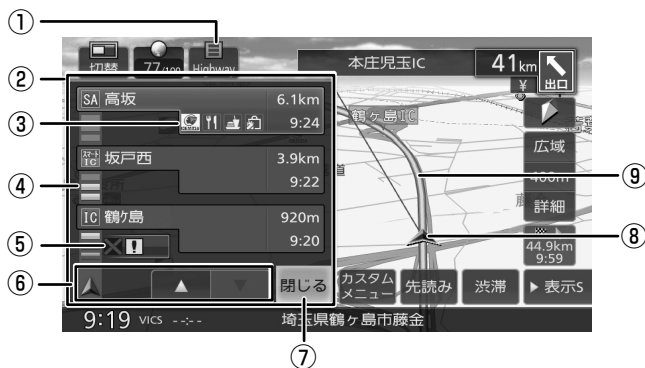 ①
切替 77/100 Highway
本庄児玉IC 41km 出口
②
SA 高坂 6.1km
③
9:24
¥
鶴ヶ島IC
広域
スマートIC 坂戸西 3.9km
④
9:22
⑨
400m
詳細
IC 鶴ヶ島 920m
⑤
9:20
⑧
44.9km
9:59
⑥
閉じる
カスタムメニュー
先読み
渋滞
▶表示S
9:19 VICS --:-- 埼玉県鶴ヶ島市藤金
⑦